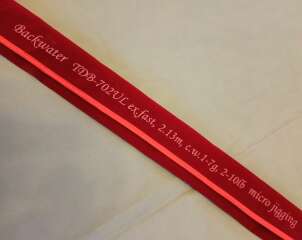 Backwater TDB-702UL ex.fast, 2.13m, c.w.1-7g, 2-10lb micro jigging